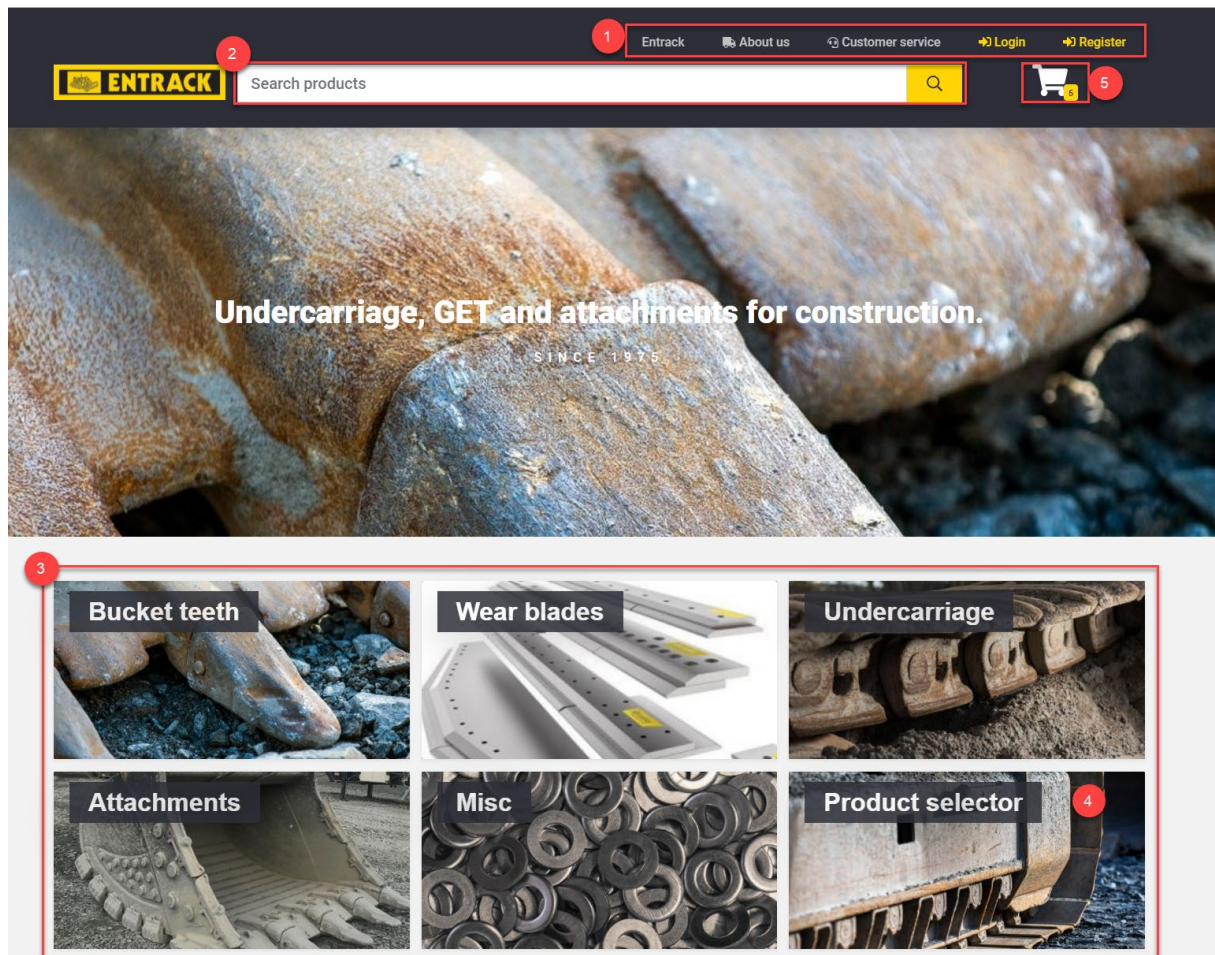 1 Entrack About us Customer service Login Register
2
ENTRACK Search products 5 5
Undercarriage, GET and attachments for construction.
SINCE 1975
3
Bucket teeth Wear blades Undercarriage
Attachments Misc Product selector 4